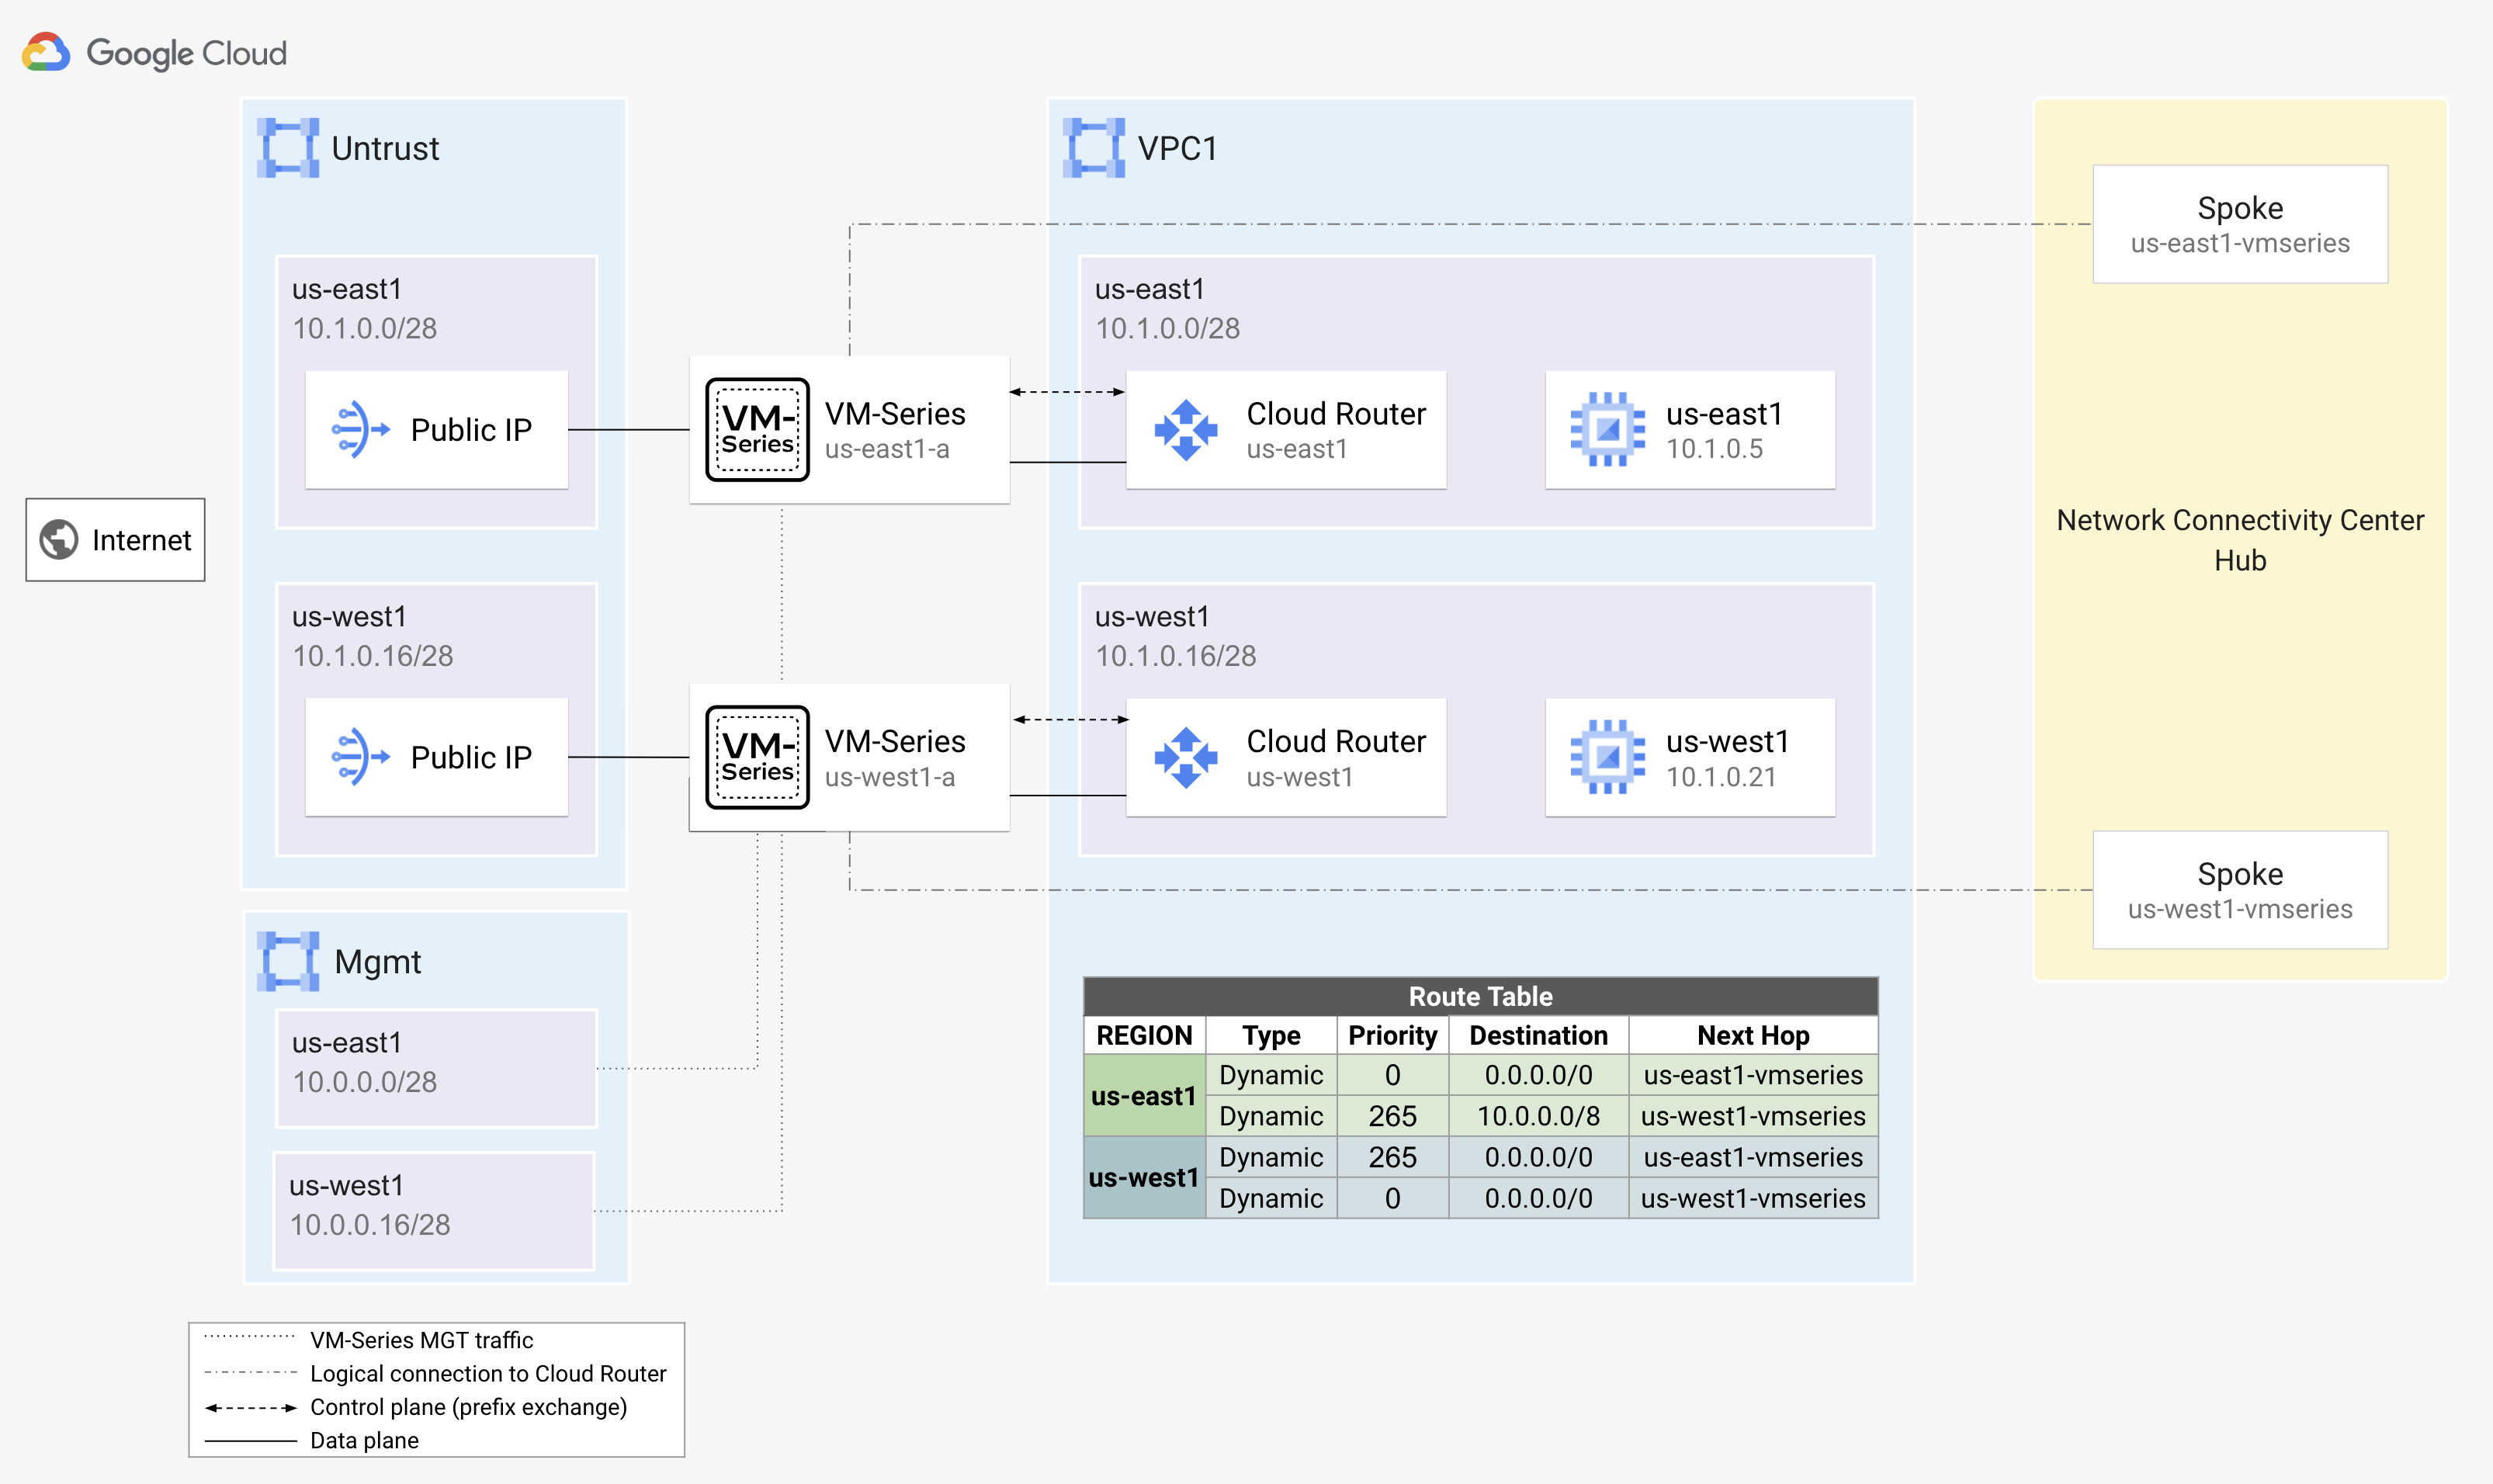 Google Cloud
Untrust
us-east1
10.1.0.0/28
Public IP
us-west1
10.1.0.16/28
Public IP
Internet
Mgmt
us-east1
10.0.0.0/28
us-west1
10.0.0.16/28
VM-
Series
VM-Series
us-east1-a
VM-
Series
VM-Series
us-west1-a
VPC1
us-east1
10.1.0.0/28
Cloud Router
us-east1
us-east1
10.1.0.5
us-west1
10.1.0.16/28
Cloud Router
us-west1
us-west1
10.1.0.21
Route Table
REGION Type Priority Destination Next Hop
us-east1 Dynamic 0 0.0.0.0/0 us-east1-vmseries
Dynamic 265 10.0.0.0/8 us-west1-vmseries
us-west1 Dynamic 265 0.0.0.0/0 us-east1-vmseries
Dynamic 0 0.0.0.0/0 us-west1-vmseries
Spoke
us-east1-vmseries
Network Connectivity Center
Hub
Spoke
us-west1-vmseries
VM-Series MGT traffic
Logical connection to Cloud Router
Control plane (prefix exchange)
Data plane